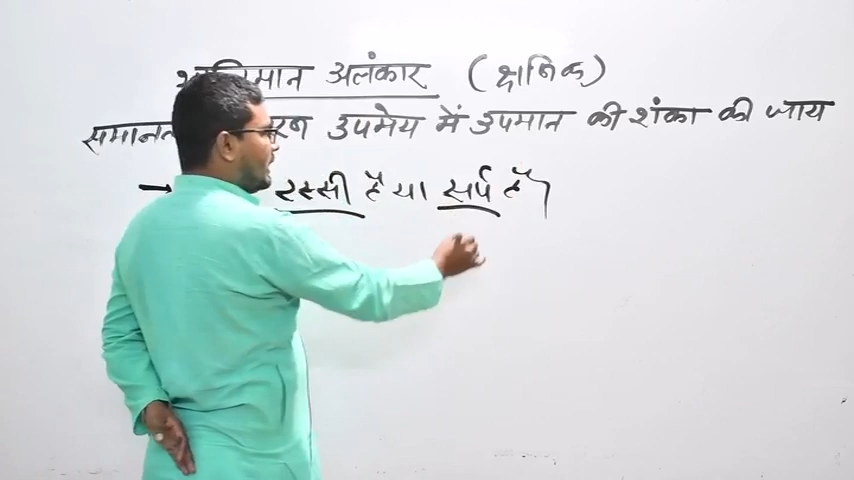 अलंकार (क्षणिक)
उपमेय में उपमान की शंका की जाय
→ रस्सी है या सर्प है